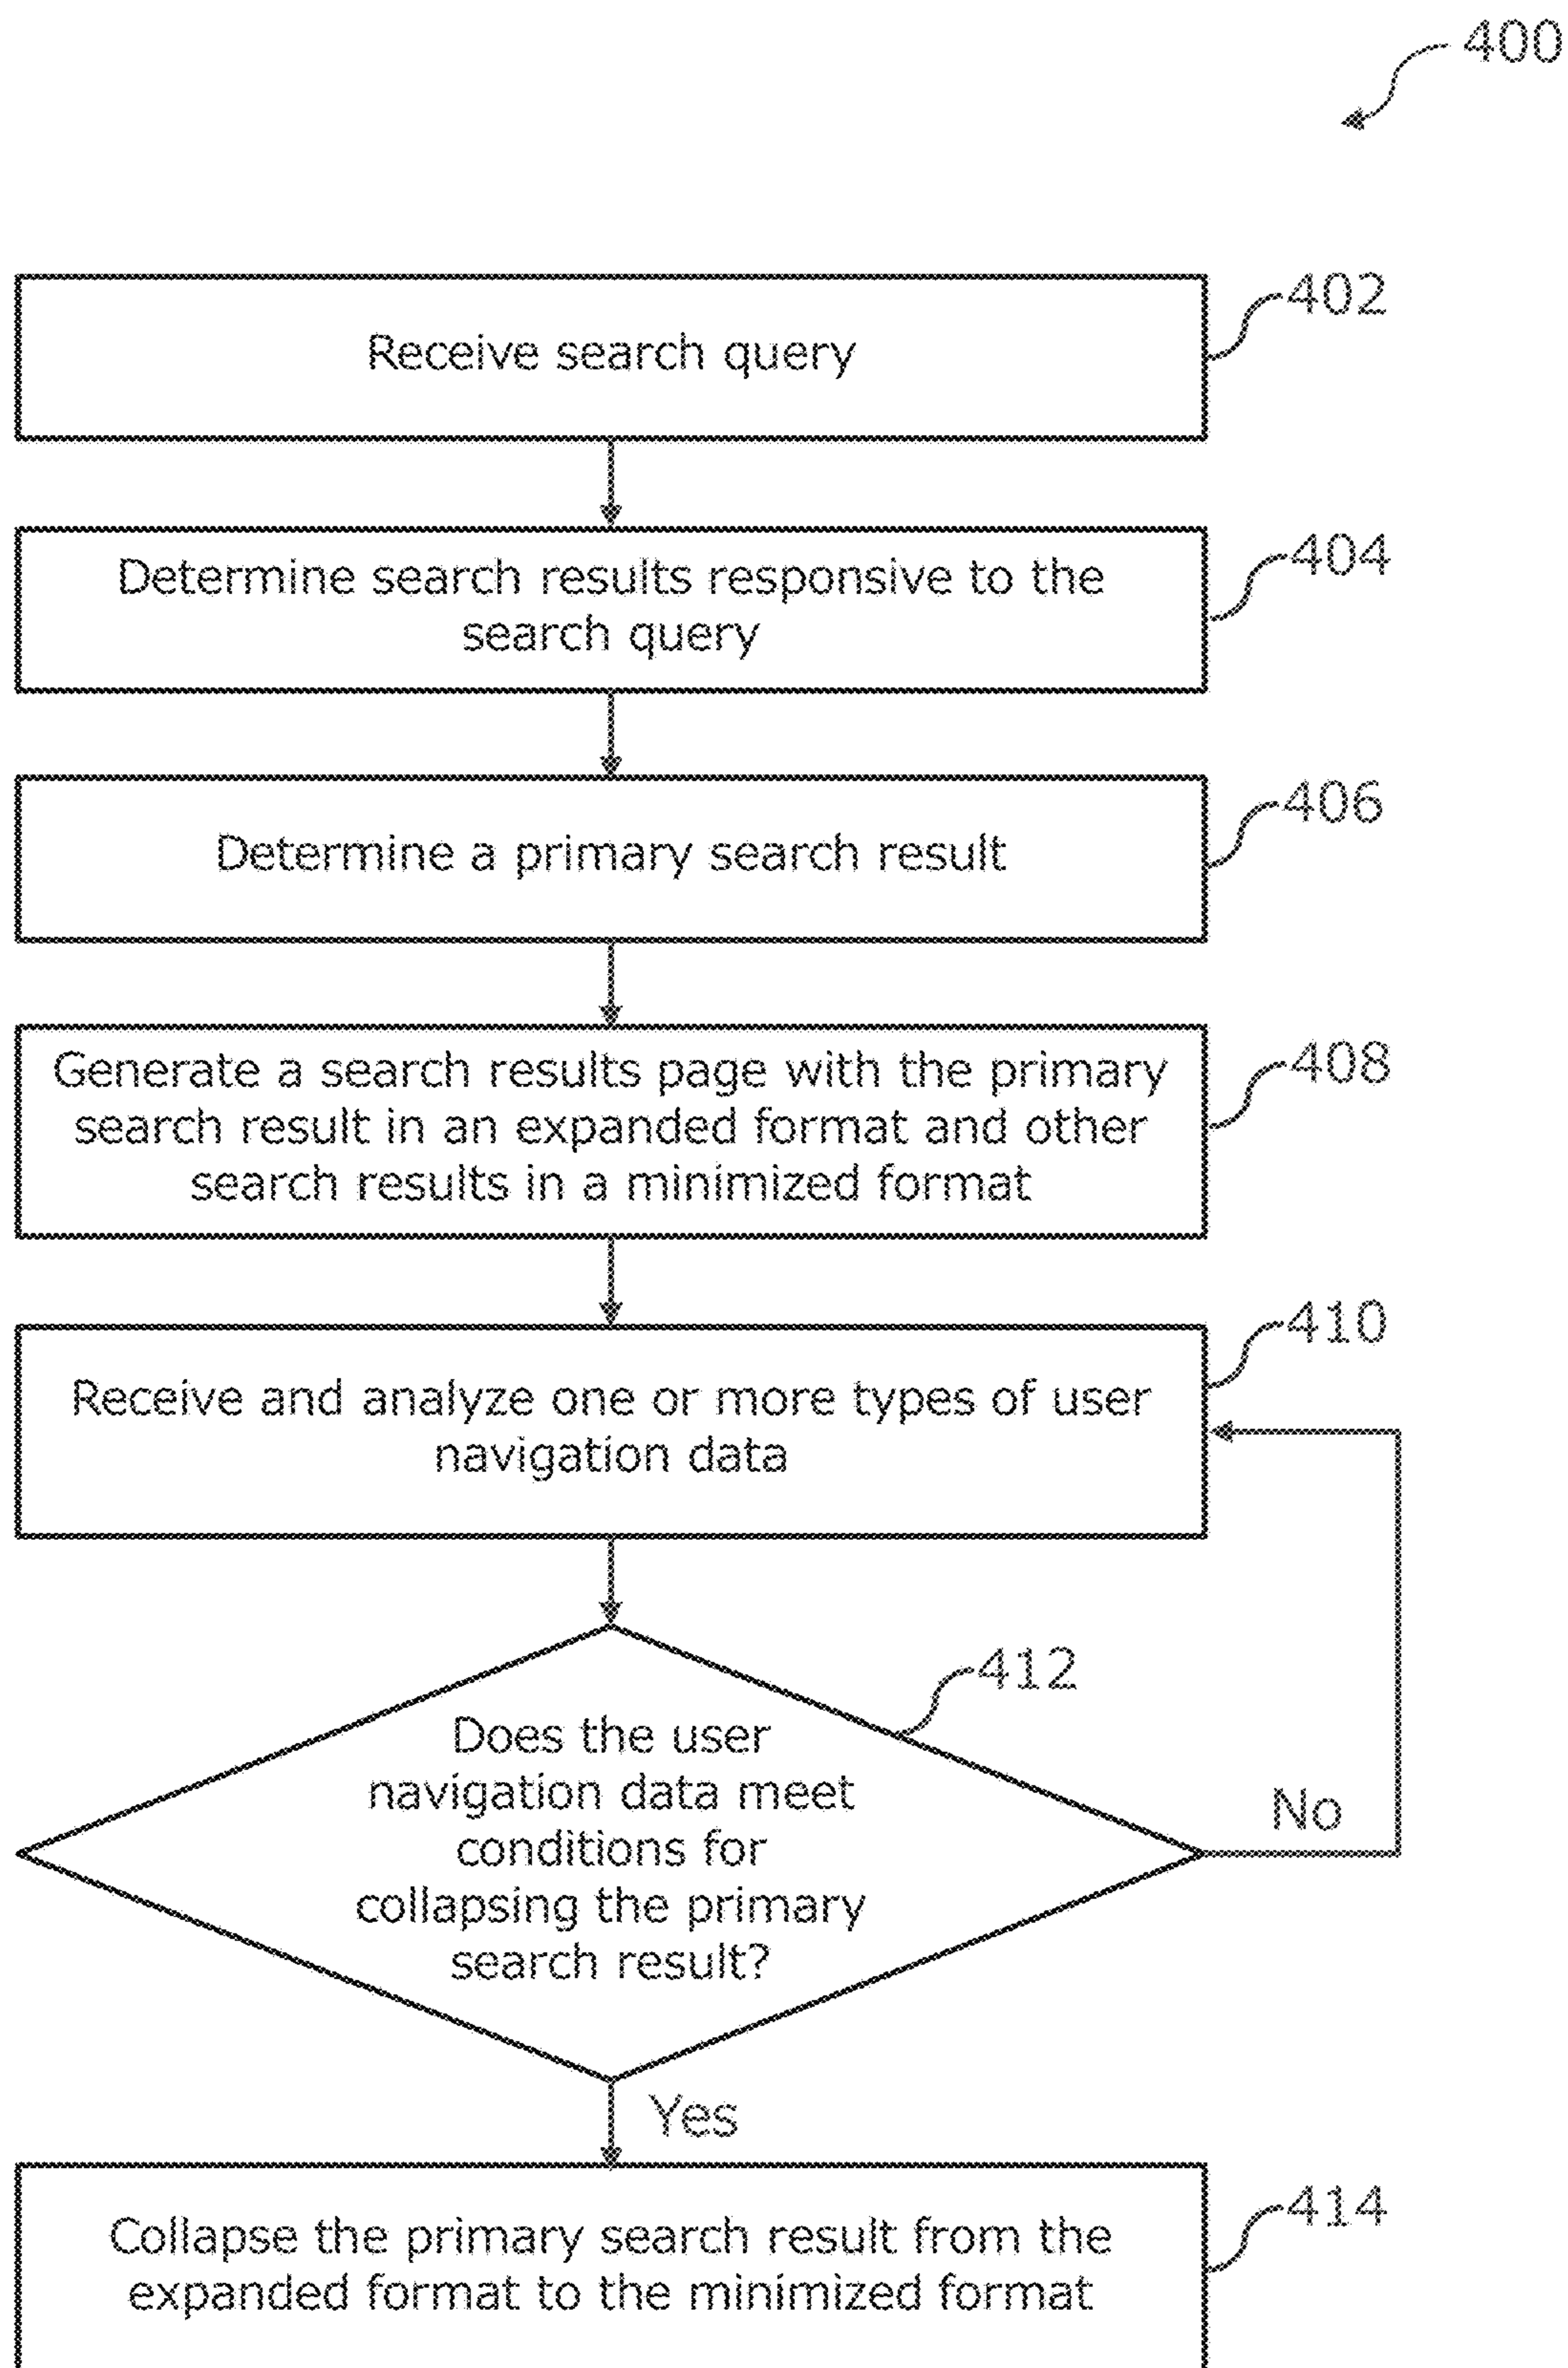 400
Receive search query
402
Determine search results responsive to the
search query
404
Determine a primary search result
406
Generate a search results page with the primary
search result in an expanded format and other
search results in a minimized format
408
Receive and analyze one or more types of user
navigation data
410
Does the user
navigation data meet
conditions for
collapsing the primary
search result?
412
No
Yes
Collapse the primary search result from the
expanded format to the minimized format
414